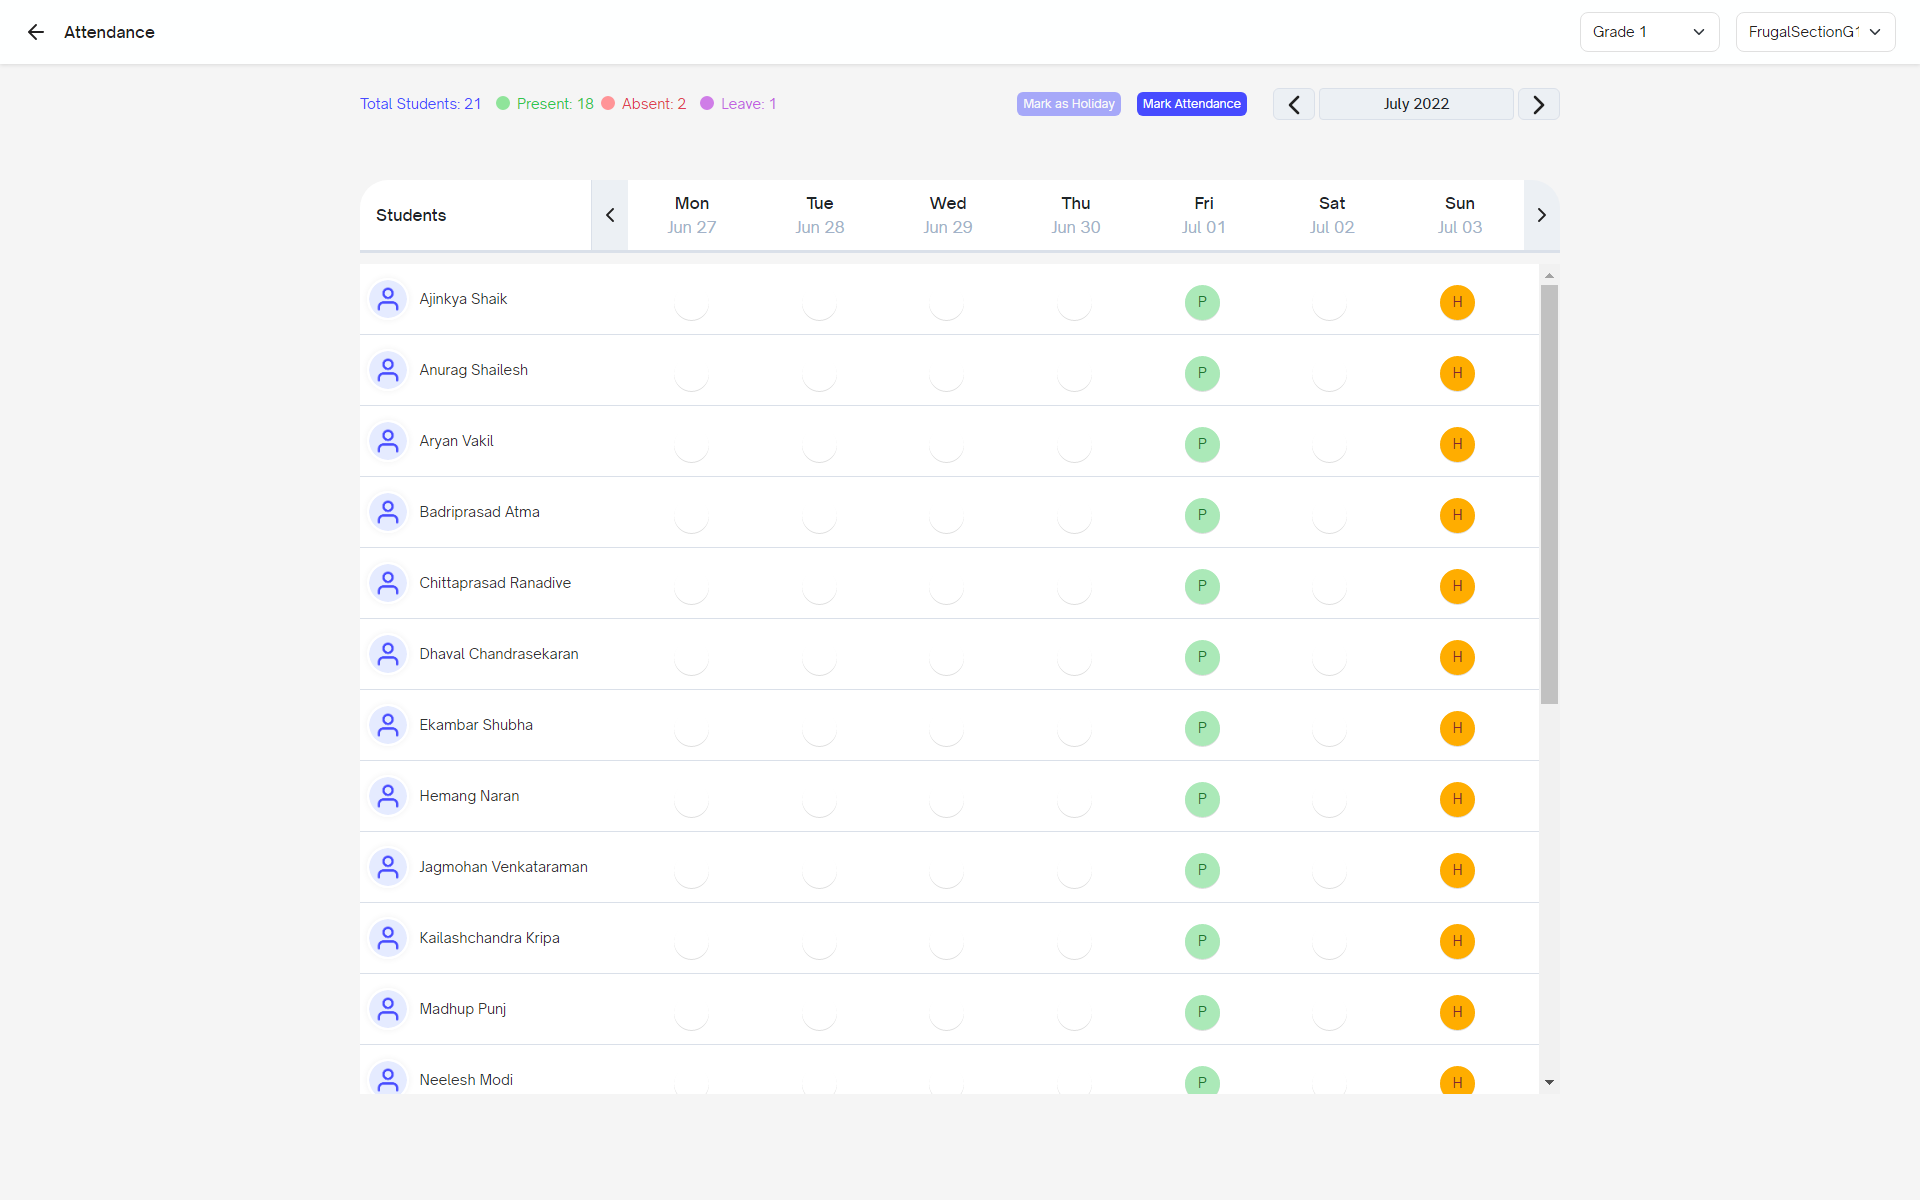 Attendance
Grade 1
FrugalSectionG1
Total Students: 21 Present: 18 Absent: 2 Leave: 1
Mark as Holiday
Mark Attendance
July 2022
Students
Mon Tue Wed Thu Fri Sat Sun
Jun 27 Jun 28 Jun 29 Jun 30 Jul 01 Jul 02 Jul 03
Ajinkya Shaik P H
Anurag Shailesh P H
Aryan Vakil P H
Badriprasad Atma P H
Chittaprasad Ranadive P H
Dhaval Chandrasekaran P H
Ekambar Shubha P H
Hemang Naran P H
Jagmohan Venkataraman P H
Kailashchandra Kripa P H
Madhup Punj P H
Neelesh Modi P H